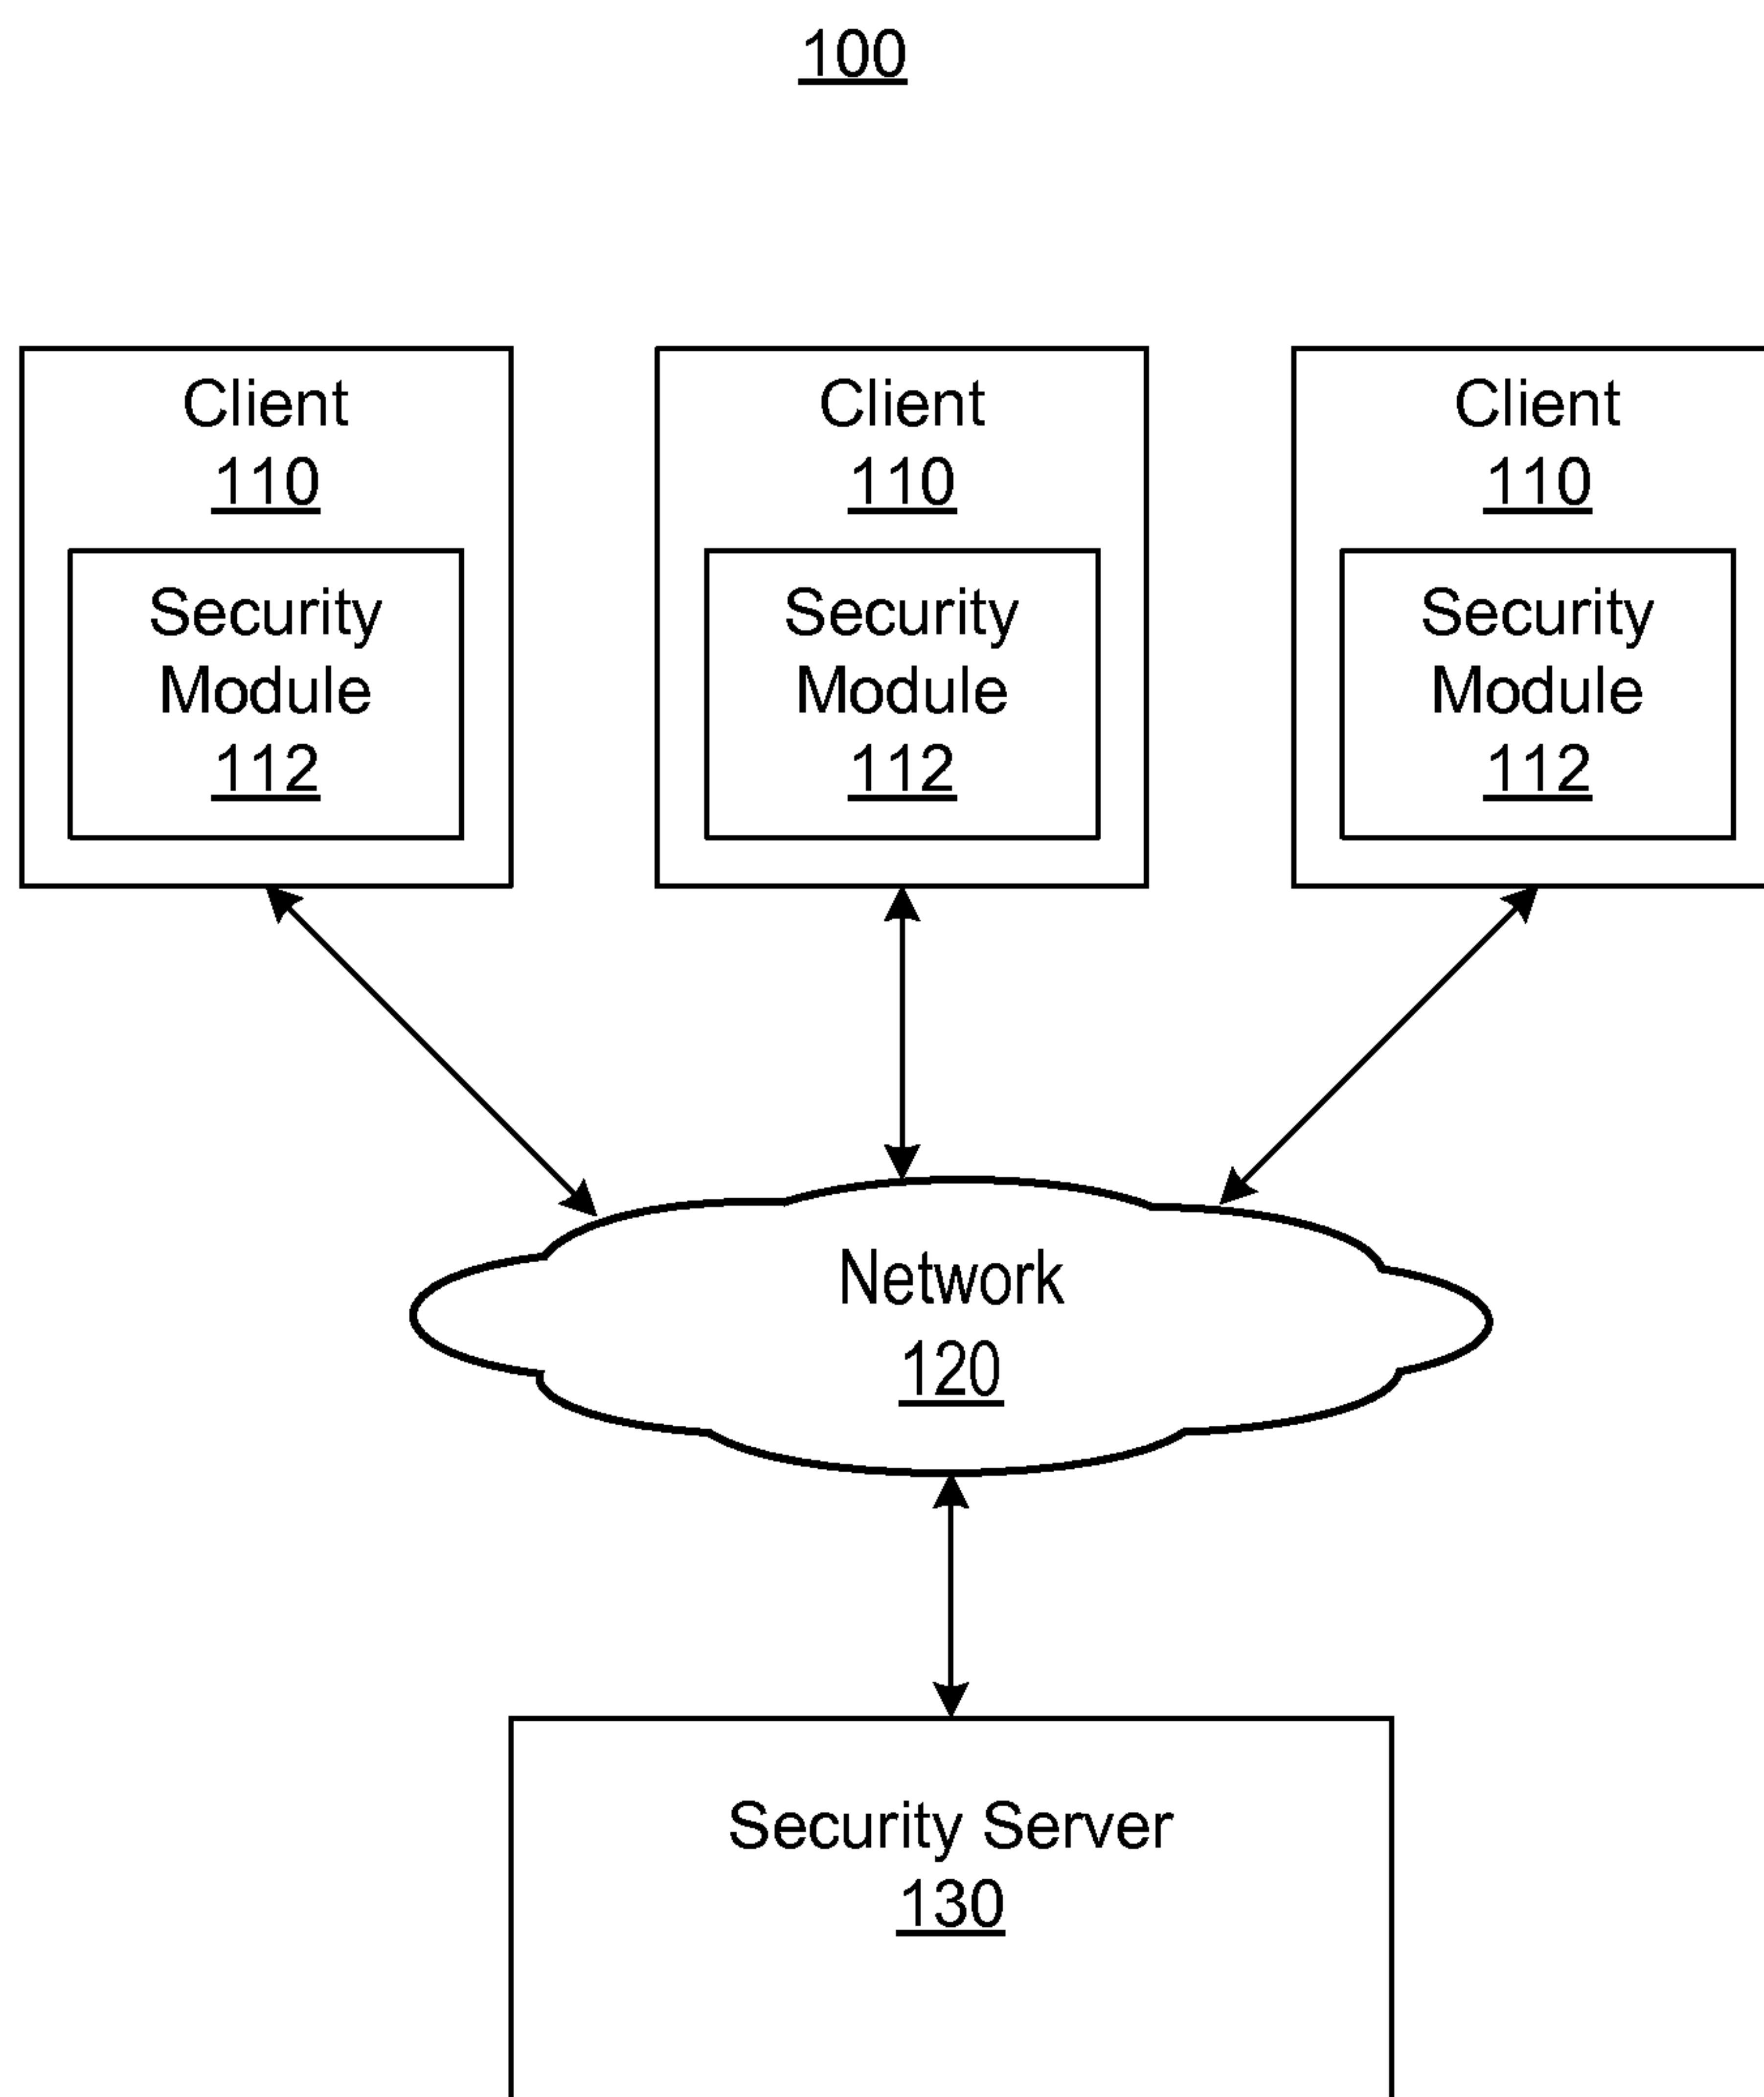 100
Client
110
Security
Module
112
Client
110
Security
Module
112
Client
110
Security
Module
112
Network
120
Security Server
130